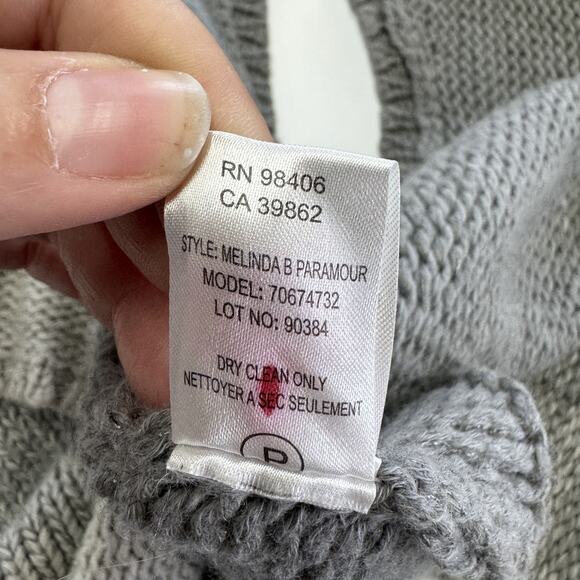 RN 98406
CA 39862
STYLE: MELINDA B PARAMOUR
MODEL: 70674732
LOT NO: 90384
DRY CLEAN ONLY
NETTOYER A SEC SEULEMENT
P